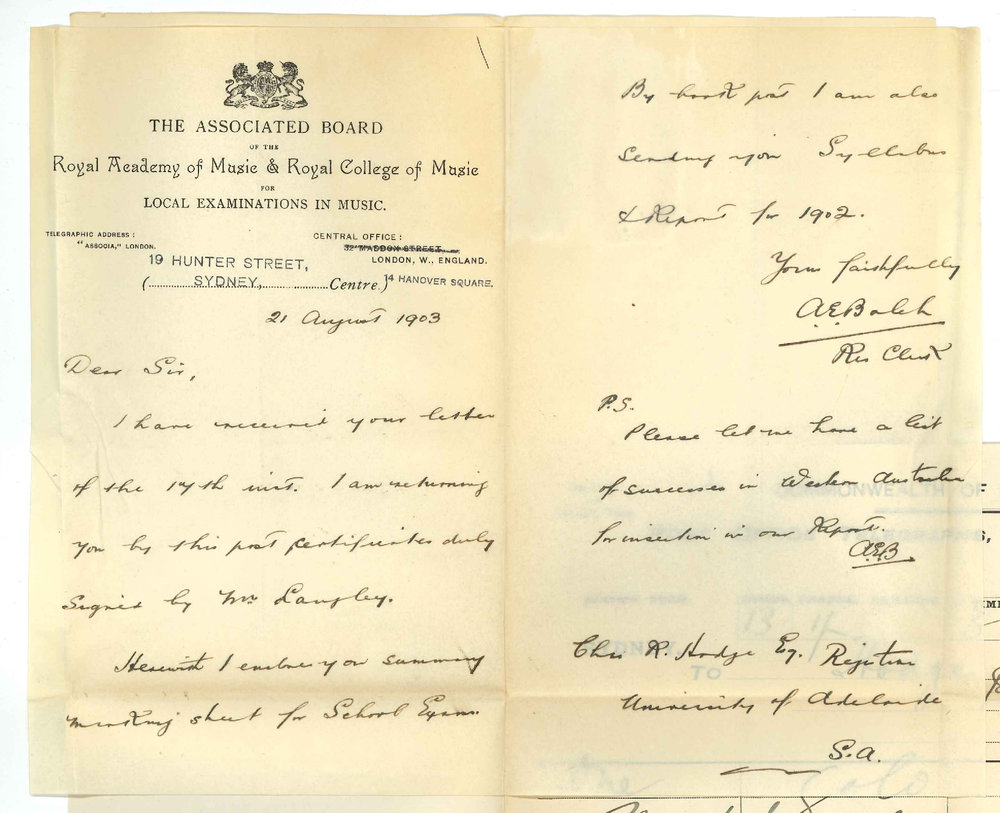 THE ASSOCIATED BOARD
OF THE
Royal Academy of Music & Royal College of Music
FOR
LOCAL EXAMINATIONS IN MUSIC.
TELEGRAPHIC ADDRESS:
"ASSOCIA," LONDON.
CENTRAL OFFICE:
32 MADDOX STREET,
LONDON, W., ENGLAND.
14 HANOVER SQUARE.
19 HUNTER STREET,
(SYDNEY, Centre.)
21 August 1903
Dear Sir,
I have received your letter
of the 17th inst. I am returning
you by this post certificates duly
Signed by Mr Langley.
Herewith I enclose you summary
marking sheet for School Exams.
By book post I am also
sending you Syllabus
& Report for 1902.
Yours faithfully
A.E. Balch
Res Clerk
P.S.
Please let me have a list
of successes in Western Australia
for insertion in our Report.
A.E.B.
Chas R. Hodge Esq. Registrar
University of Adelaide
S.A.
COMMONWEALTH OF
SYDNEY.
TO